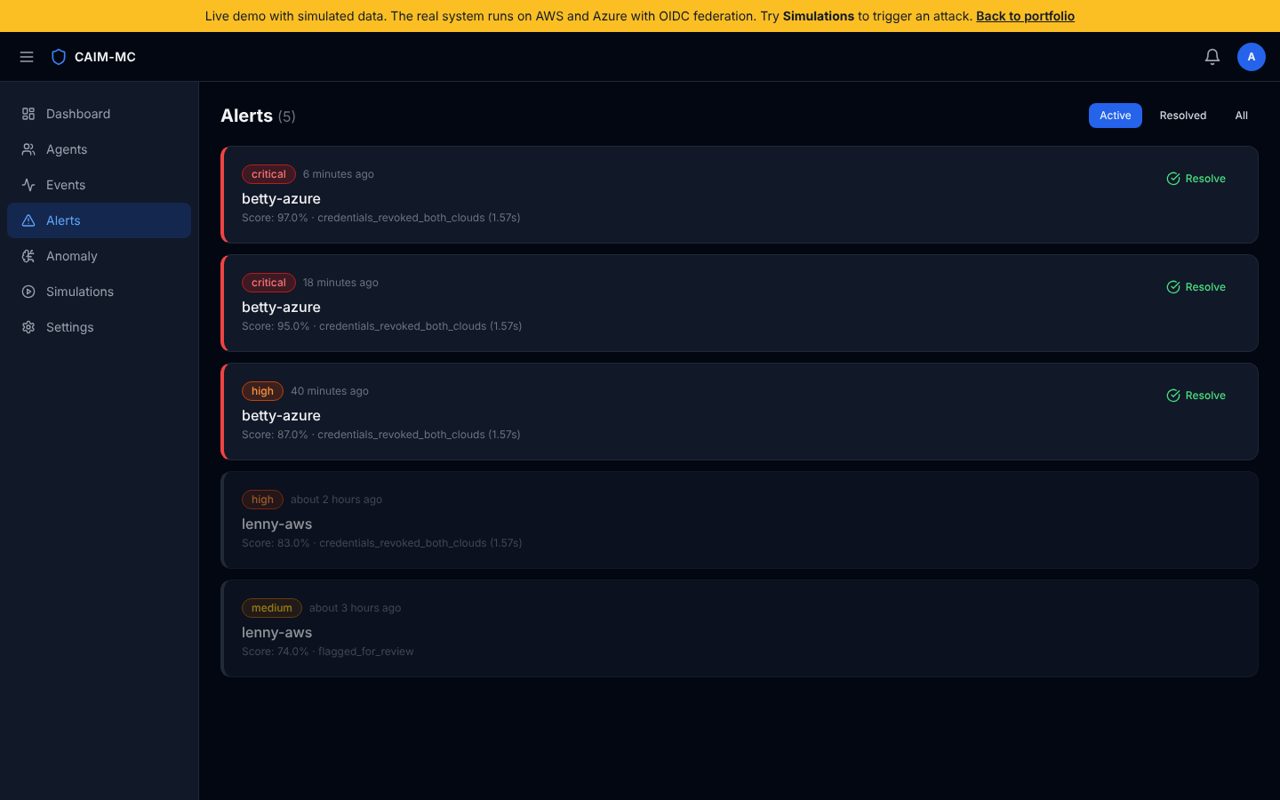 Live demo with simulated data. The real system runs on AWS and Azure with OIDC federation. Try Simulations to trigger an attack. Back to portfolio
CAIM-MC
A
Dashboard
Agents
Events
Alerts
Anomaly
Simulations
Settings
Alerts (5)
Active
Resolved
All
critical 6 minutes ago
betty-azure
Score: 97.0% · credentials_revoked_both_clouds (1.57s)
Resolve
critical 18 minutes ago
betty-azure
Score: 95.0% · credentials_revoked_both_clouds (1.57s)
Resolve
high 40 minutes ago
betty-azure
Score: 87.0% · credentials_revoked_both_clouds (1.57s)
Resolve
high about 2 hours ago
lenny-aws
Score: 83.0% · credentials_revoked_both_clouds (1.57s)
medium about 3 hours ago
lenny-aws
Score: 74.0% · flagged_for_review